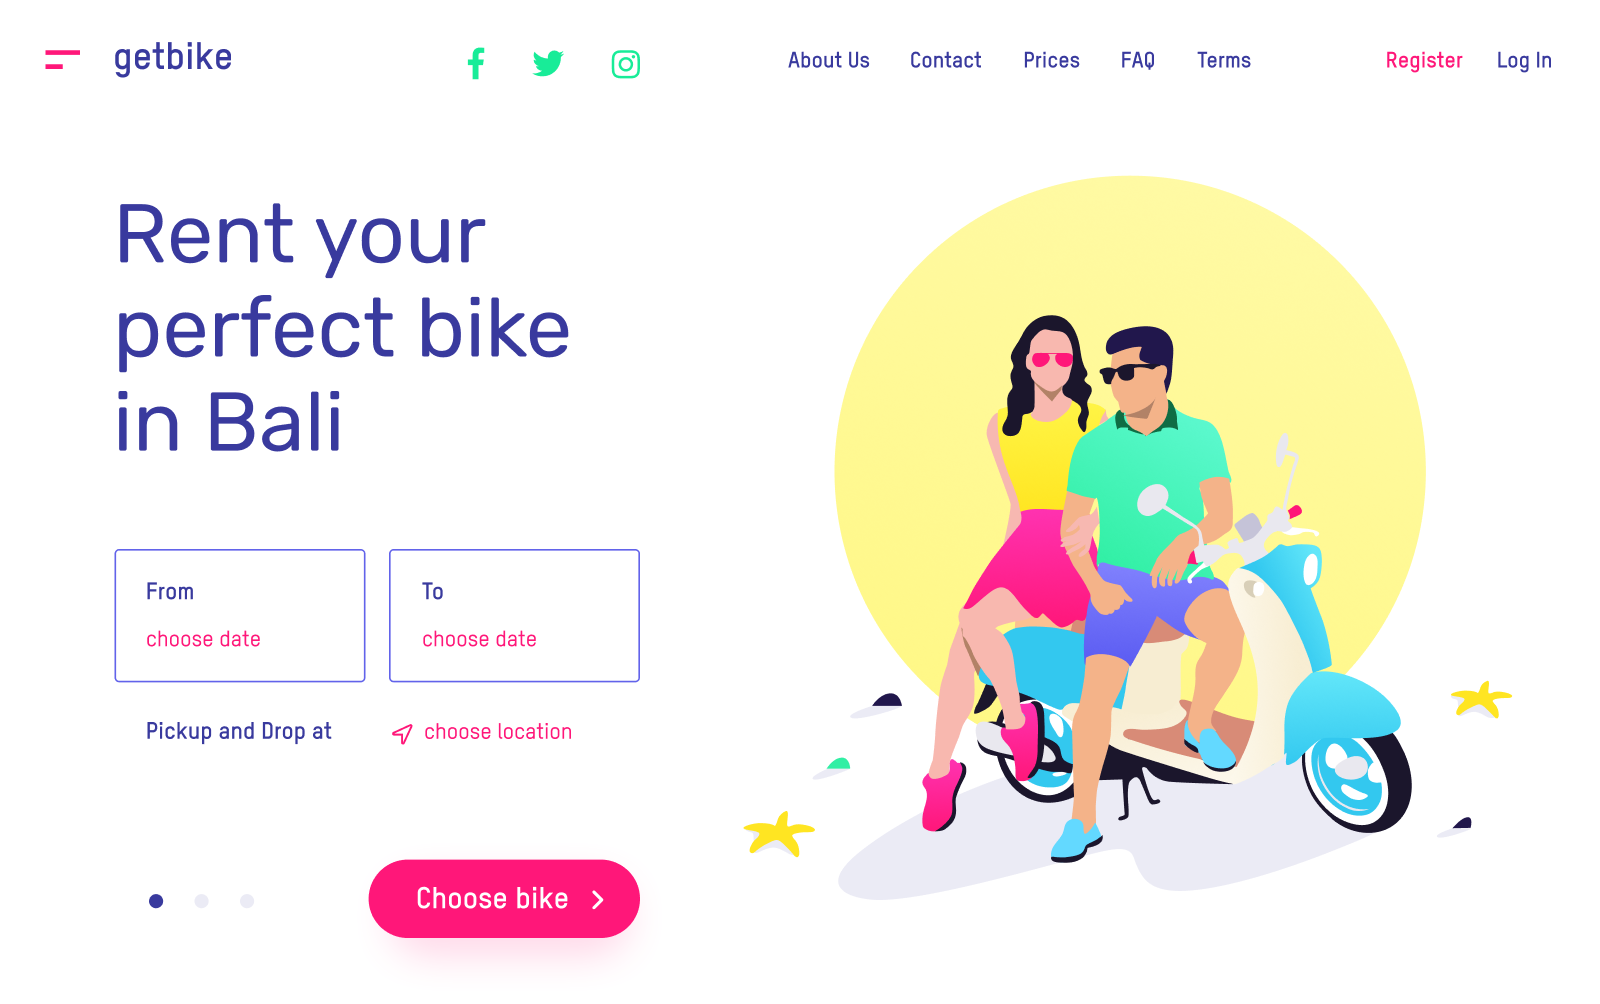 getbike
About Us
Contact
Prices
FAQ
Terms
Register
Log In
Rent your
perfect bike
in Bali
From
choose date
To
choose date
Pickup and Drop at
choose location
Choose bike